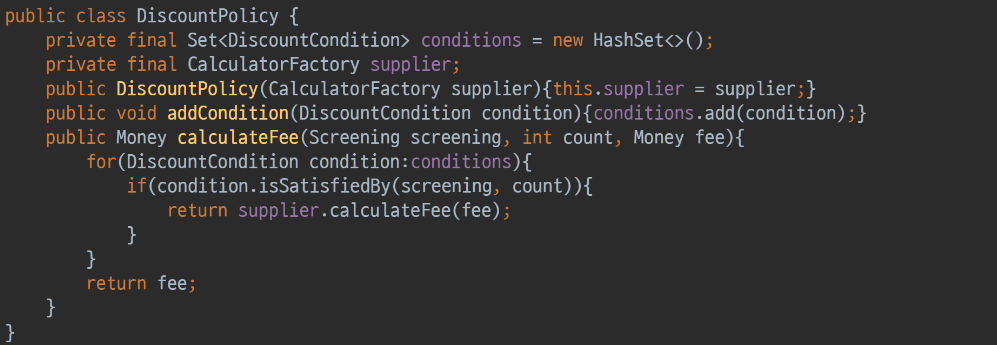 public class DiscountPolicy {
    private final Set<DiscountCondition> conditions = new HashSet<>();
    private final CalculatorFactory supplier;
    public DiscountPolicy(CalculatorFactory supplier){this.supplier = supplier;}
    public void addCondition(DiscountCondition condition){conditions.add(condition);}
    public Money calculateFee(Screening screening, int count, Money fee){
        for(DiscountCondition condition:conditions){
            if(condition.isSatisfiedBy(screening, count)){
                return supplier.calculateFee(fee);
            }
        }
        return fee;
    }
}